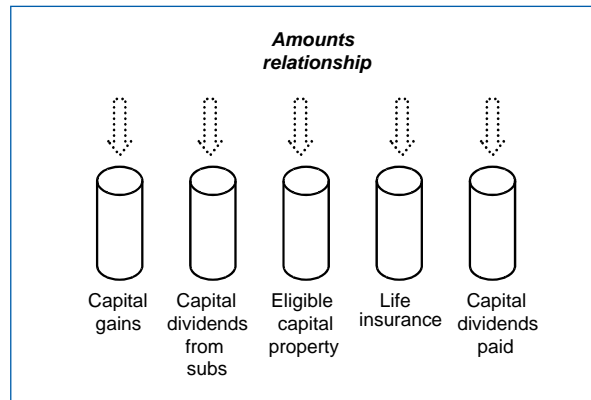 Amounts
relationship
Capital
gains
Capital
dividends
from
subs
Eligible
capital
property
Life
insurance
Capital
dividends
paid